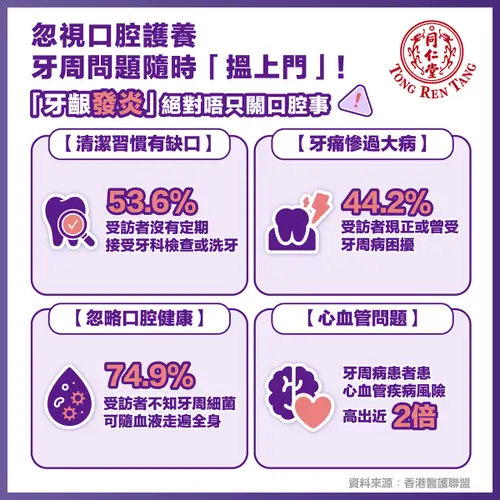 忽視口腔護養
牙周問題隨時「搵上門」!
「牙齦發炎」絕對唔只關口腔事
同仁堂
TONG REN TANG
【清潔習慣有缺口】
53.6%
受訪者沒有定期
接受牙科檢查或洗牙
【牙痛慘過大病】
44.2%
受訪者現正或曾受
牙周病困擾
【忽略口腔健康】
74.9%
受訪者不知牙周細菌
可隨血液走遍全身
【心血管問題】
牙周病患者患
心血管疾病風險
高出近 2倍
資料來源:香港醫護聯盟